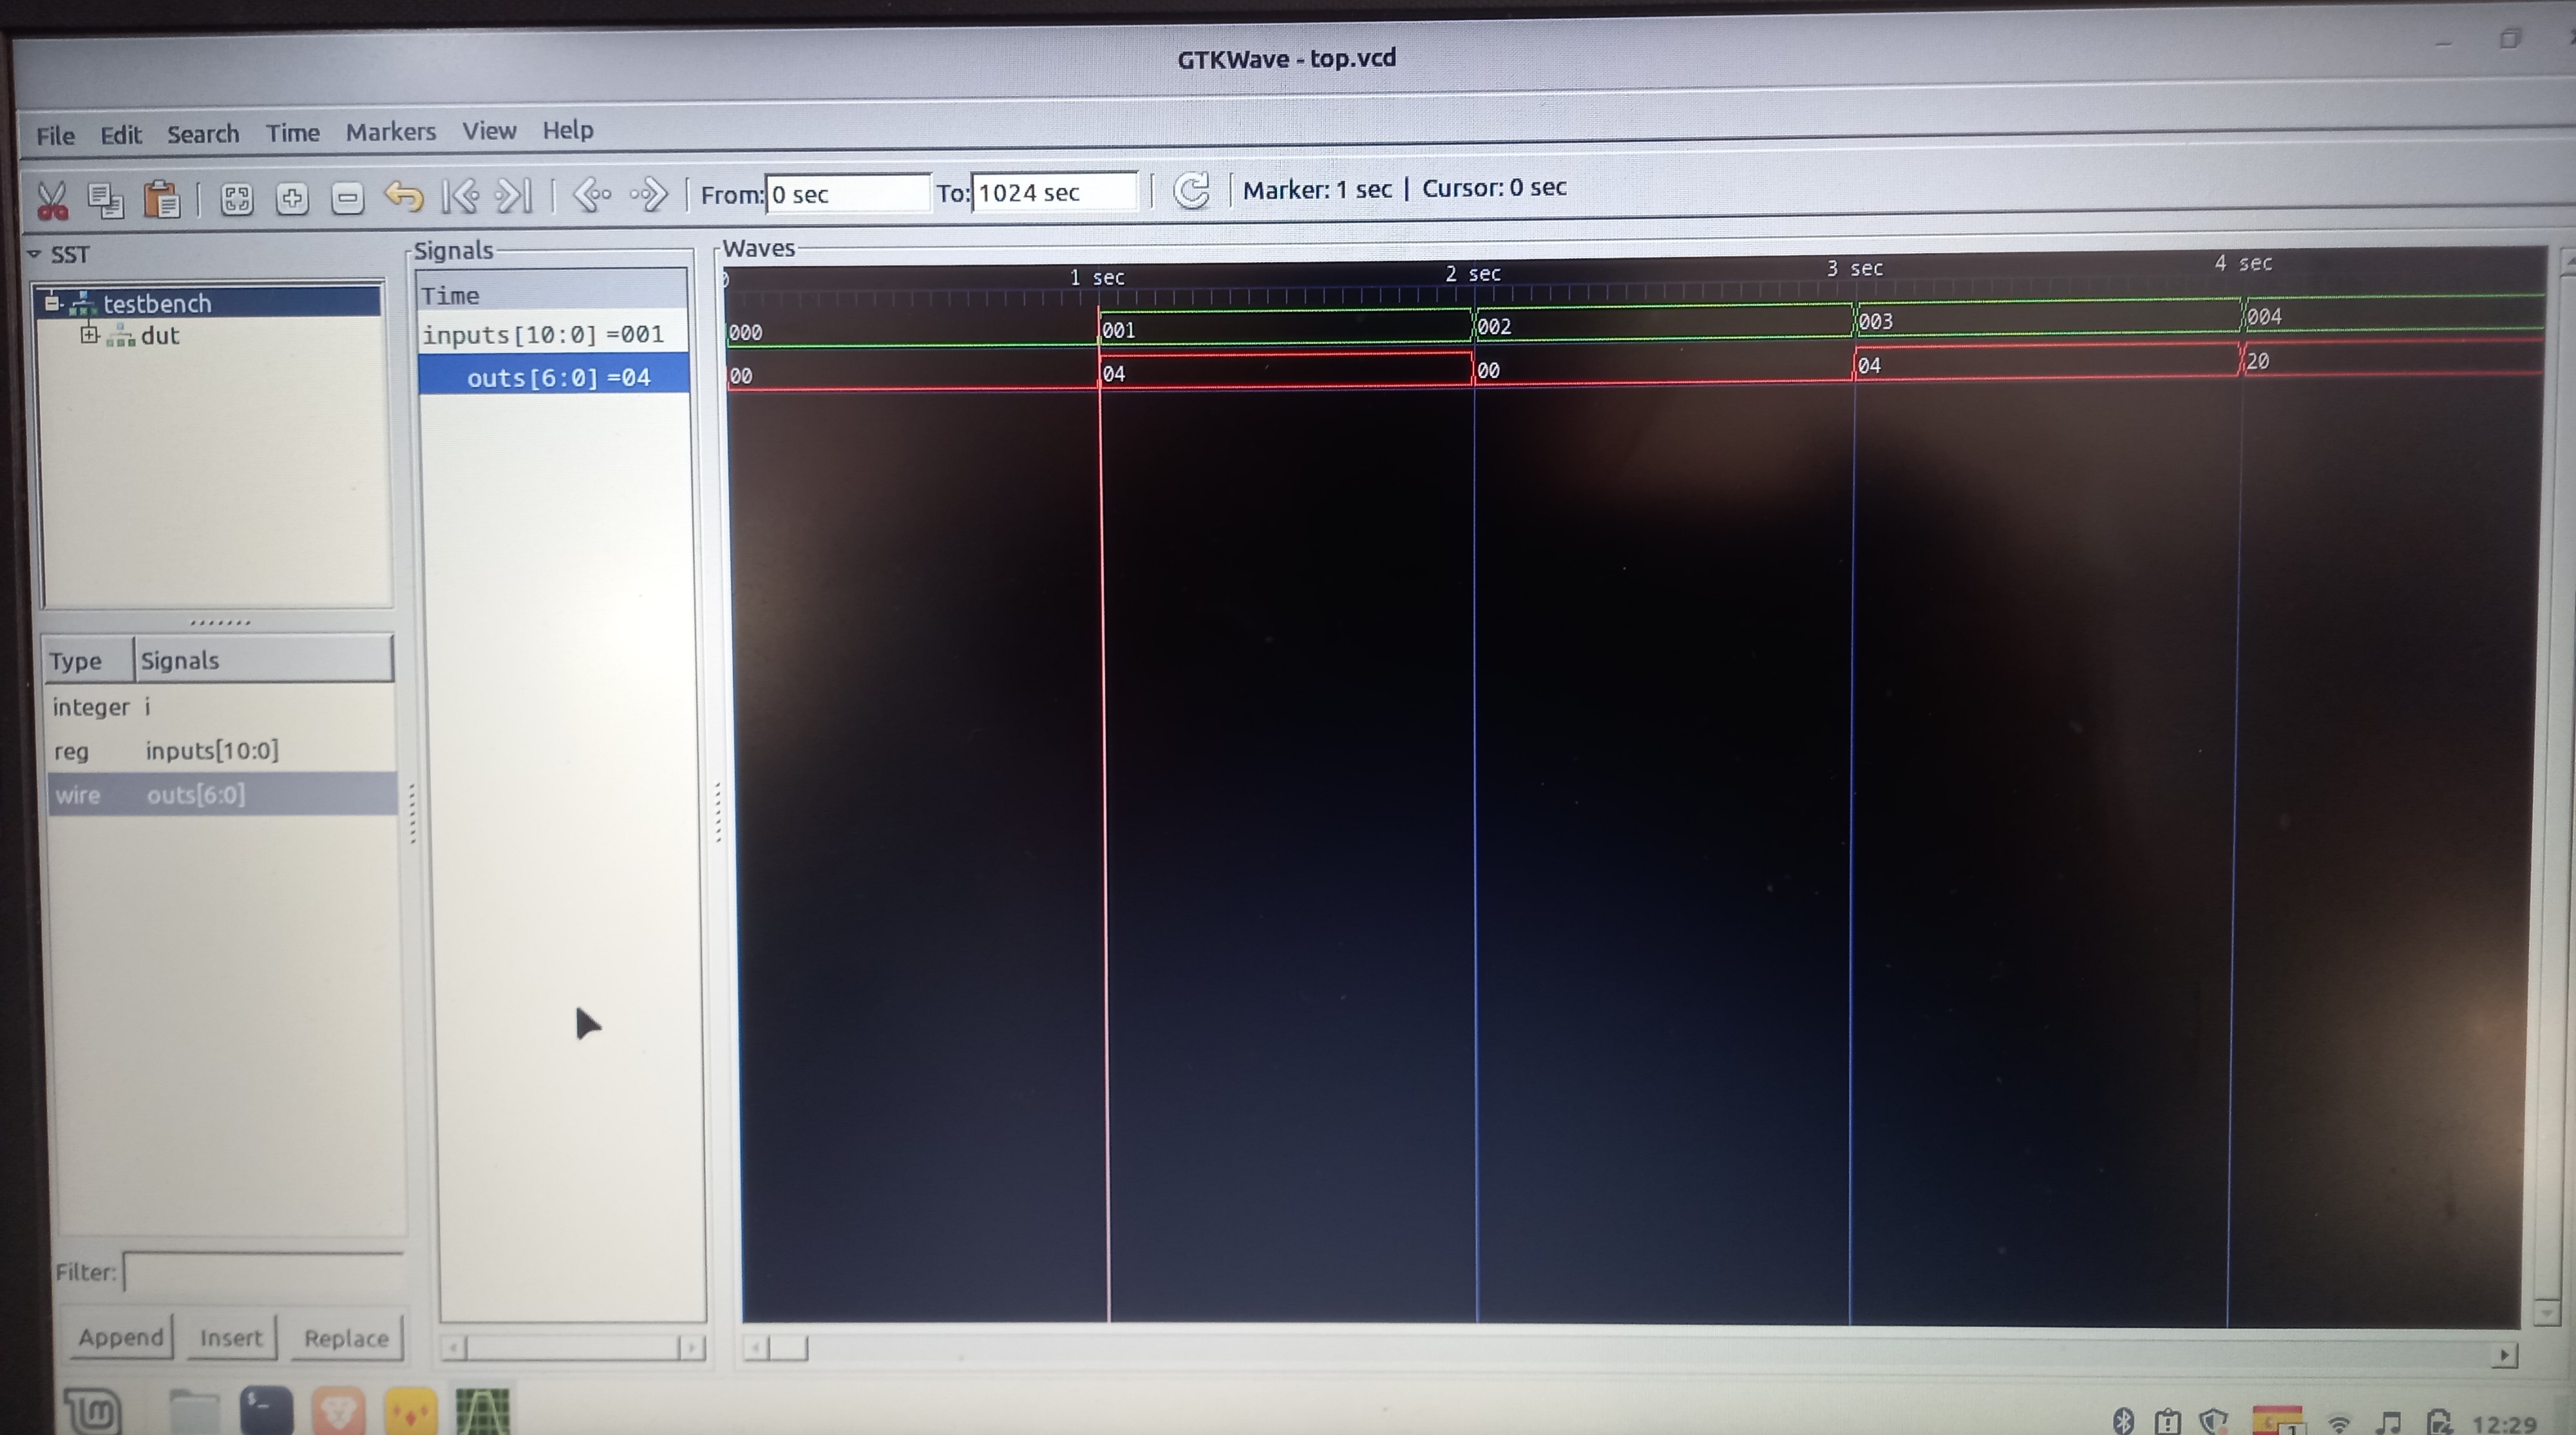 GTKWave - top.vcd
File Edit Search Time Markers View Help
From: 0 sec To: 1024 sec Marker: 1 sec | Cursor: 0 sec
SST
testbench
dut
Type Signals
integer i
reg inputs[10:0]
wire outs[6:0]
Filter:
Append Insert Replace
Signals
Time
inputs[10:0] =001
outs[6:0] =04
Waves
1 sec 2 sec 3 sec 4 sec
000 001 002 003 004
00 04 00 04 20
12:29